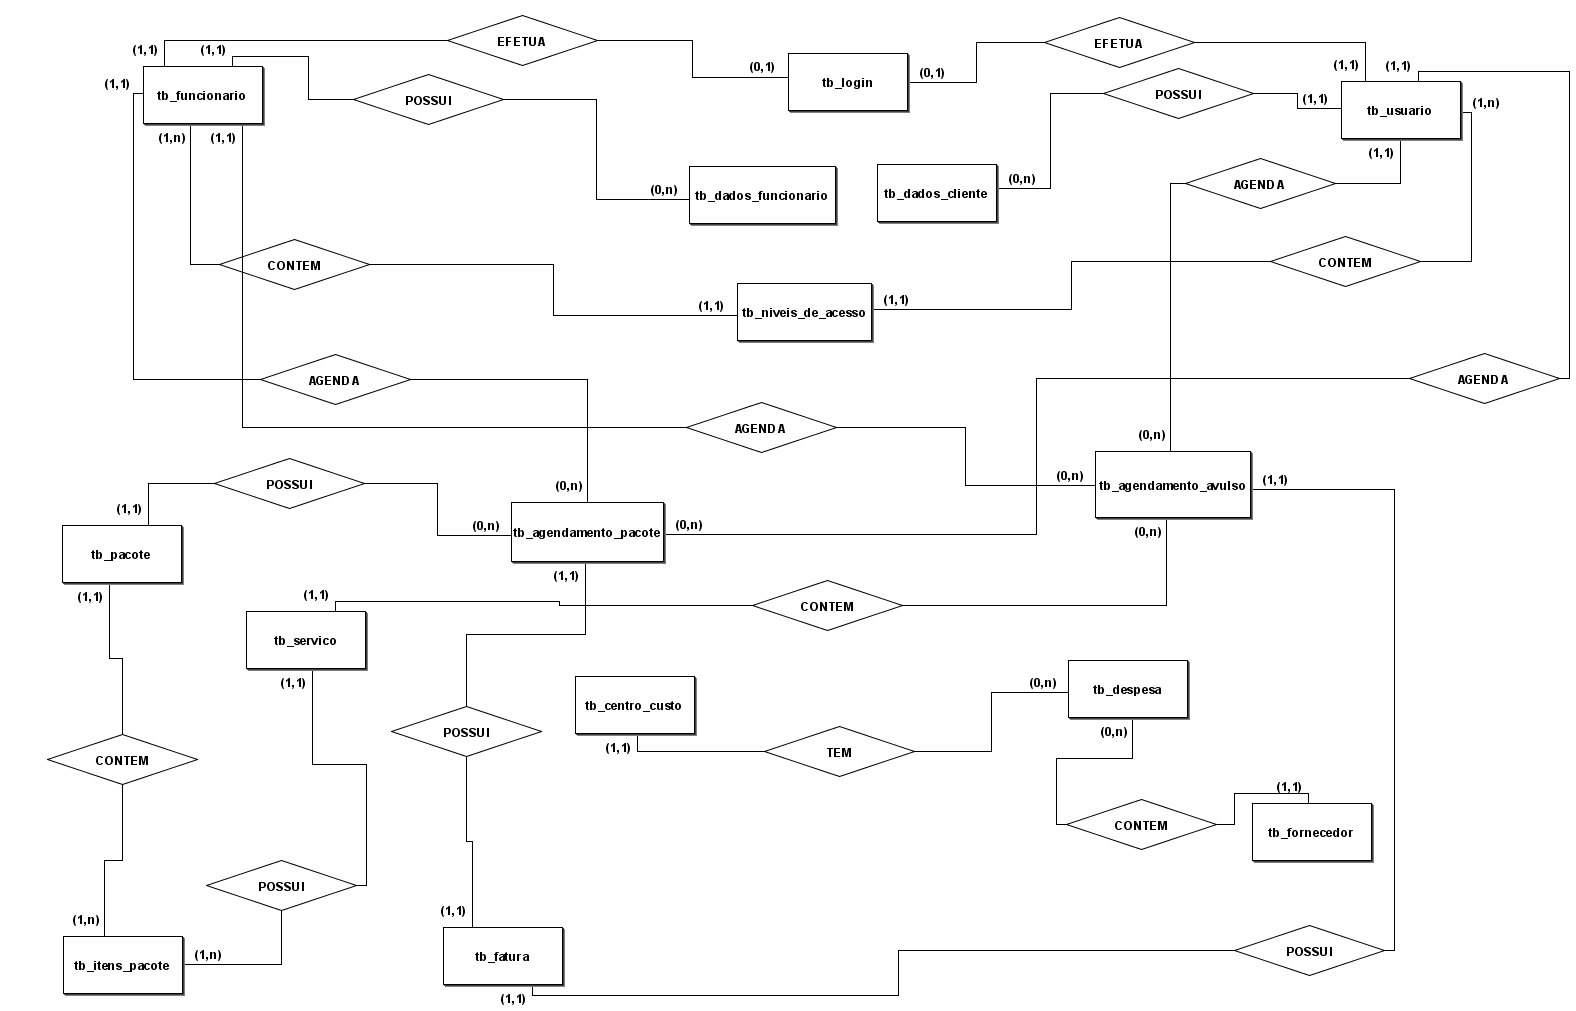 EFETUA
EFETUA
(1,1)
(1,1)
(0,1)
tb_login
(0,1)
(1,1)
(1,1)
(1,1)
tb_funcionario
POSSUI
POSSUI
(1,1)
tb_usuario
(1,n)
(1,n)
(1,1)
(1,1)
(0,n)
tb_dados_funcionario
tb_dados_cliente
(0,n)
AGENDA
CONTEM
CONTEM
(1,1)
tb_niveis_de_acesso
(1,1)
AGENDA
AGENDA
AGENDA
(0,n)
POSSUI
(0,n)
(0,n)
tb_agendamento_avulso
(1,1)
(1,1)
(0,n)
tb_agendamento_pacote
(0,n)
(0,n)
tb_pacote
(1,1)
(1,1)
(1,1)
CONTEM
tb_servico
(1,1)
(0,n)
tb_despesa
tb_centro_custo
(1,1)
POSSUI
TEM
(0,n)
CONTEM
(1,1)
CONTEM
tb_fornecedor
POSSUI
(1,n)
(1,1)
(1,n)
tb_itens_pacote
tb_fatura
POSSUI
(1,1)